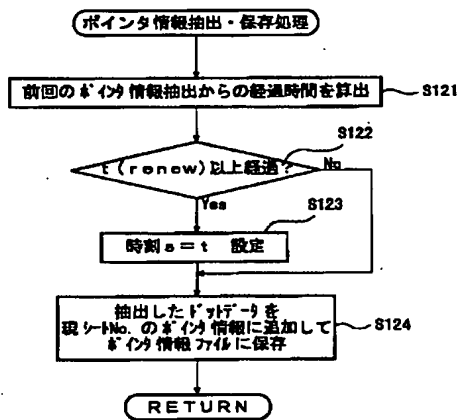 ポインタ情報抽出・保存処理
前回のポインタ情報抽出からの経過時間を算出
S121
S122
t(renew)以上経過?
No
Yes
S123
時刻s=t 設定
抽出したドットデータを
現シートNo.のポインタ情報に追加して
ポインタ情報ファイルに保存
S124
RETURN